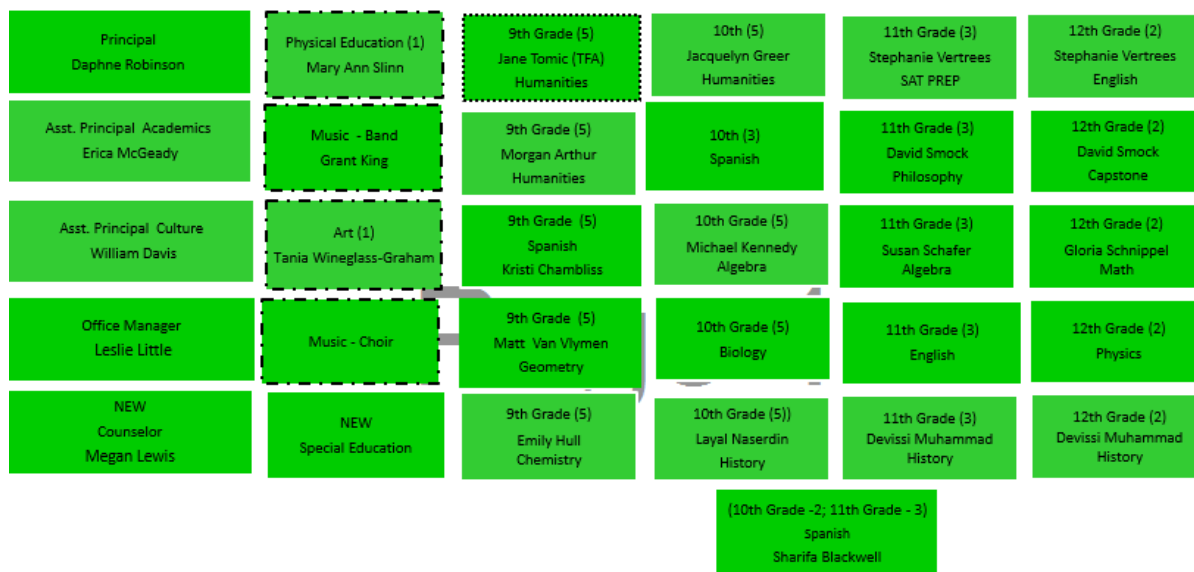 Principal
Daphne Robinson
Physical Education (1)
Mary Ann Slinn
9th Grade (5)
Jane Tomic (TFA)
Humanities
10th (5)
Jacquelyn Greer
Humanities
11th Grade (3)
Stephanie Vertrees
SAT PREP
12th Grade (2)
Stephanie Vertrees
English
Asst. Principal Academics
Erica McGeady
Music - Band
Grant King
9th Grade (5)
Morgan Arthur
Humanities
10th (3)
Spanish
11th Grade (3)
David Smock
Philosophy
12th Grade (2)
David Smock
Capstone
Asst. Principal Culture
William Davis
Art (1)
Tania Wineglass-Graham
9th Grade (5)
Spanish
Kristi Chambliss
10th Grade (5)
Michael Kennedy
Algebra
11th Grade (3)
Susan Schafer
Algebra
12th Grade (2)
Gloria Schnippel
Math
Office Manager
Leslie Little
Music - Choir
9th Grade (5)
Matt Van Vlymen
Geometry
10th Grade (5)
Biology
11th Grade (3)
English
12th Grade (2)
Physics
NEW
Counselor
Megan Lewis
NEW
Special Education
9th Grade (5)
Emily Hull
Chemistry
10th Grade (5))
Layal Naserdin
History
11th Grade (3)
Devissi Muhammad
History
12th Grade (2)
Devissi Muhammad
History
(10th Grade -2; 11th Grade - 3)
Spanish
Sharifa Blackwell